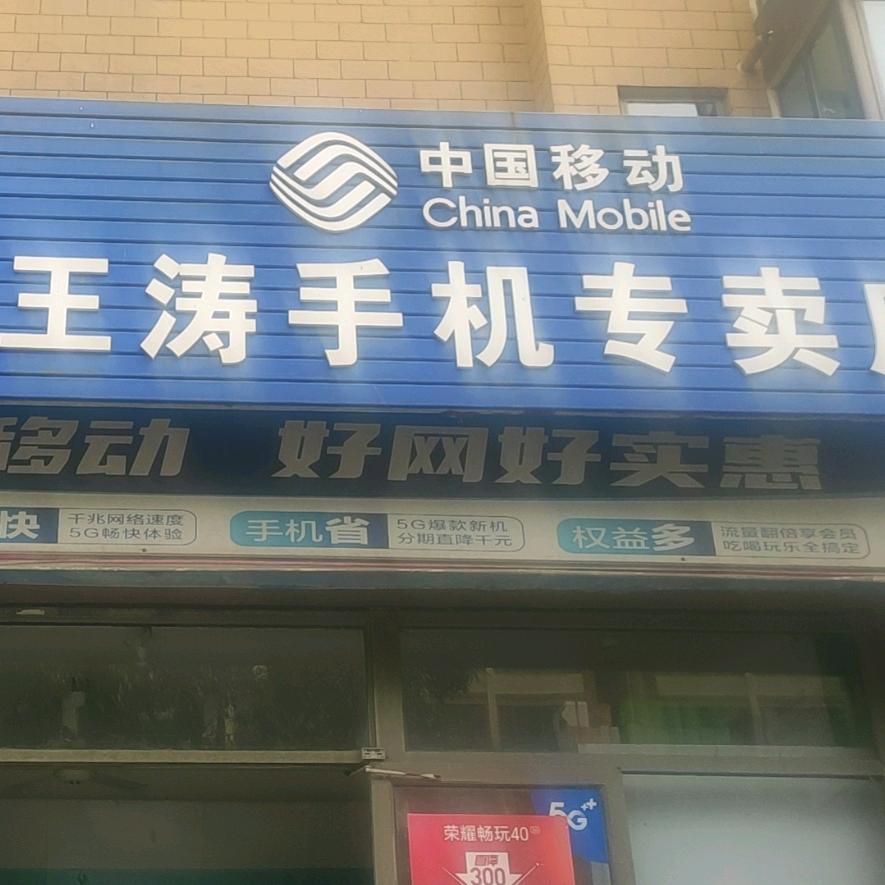 中国移动
China Mobile
王涛手机专卖
移动 好网好实惠
快 千兆网络速度
5G畅快体验
手机省 5G爆款新机
分期直降千元
权益多 流量翻倍享会员
吃喝玩乐全搞定
5G++
荣耀畅玩40
直降
300